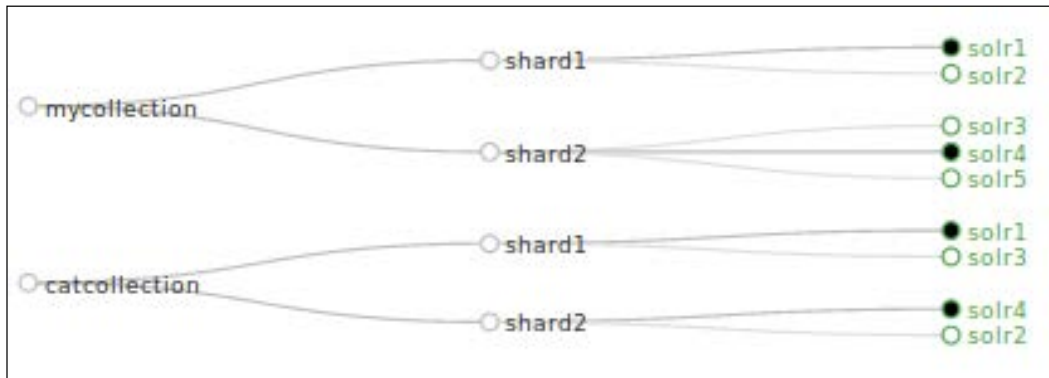 mycollection
shard1
solr1
solr2
shard2
solr3
solr4
solr5
catcollection
shard1
solr1
solr3
shard2
solr4
solr2